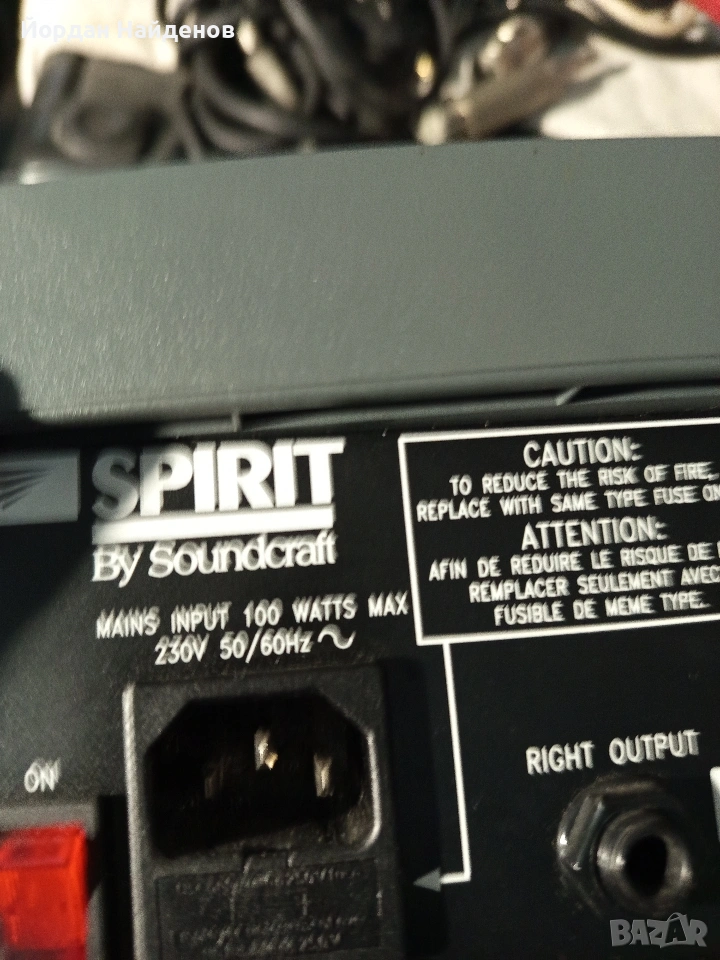 Йордан Найденов
SPIRIT
By Soundcraft
MAINS INPUT 100 WATTS MAX
230V 50/60Hz
CAUTION:
TO REDUCE THE RISK OF FIRE,
REPLACE WITH SAME TYPE FUSE
ATTENTION:
AFIN DE REDUIRE LE RISQUE DE
REMPLACER SEULEMENT AVEC
FUSIBLE DE MEME TYPE.
ON
RIGHT OUTPUT
BAZAR